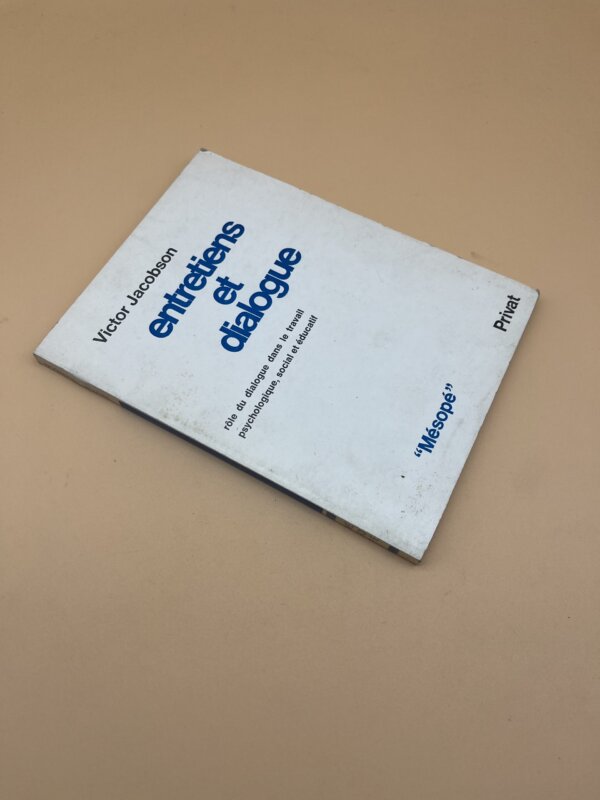 Victor Jacobson
entretiens
et
dialogue
rôle du dialogue dans le travail
psychologique, social et éducatif
“Mésopé”
Privat